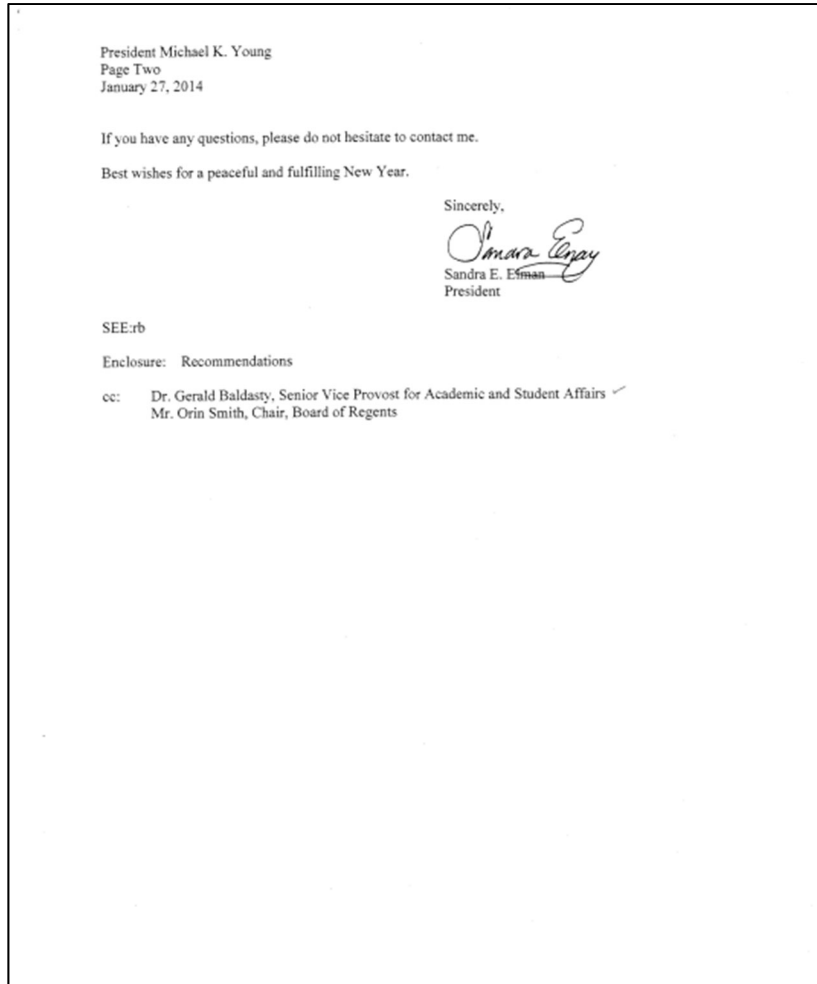 President Michael K. Young
Page Two
January 27, 2014
If you have any questions, please do not hesitate to contact me.
Best wishes for a peaceful and fulfilling New Year.
Sincerely,
Sandra E.
President
SEE:rb
Enclosure: Recommendations
cc: Dr. Gerald Baldasty, Senior Vice Provost for Academic and Student Affairs
Mr. Orin Smith, Chair, Board of Regents